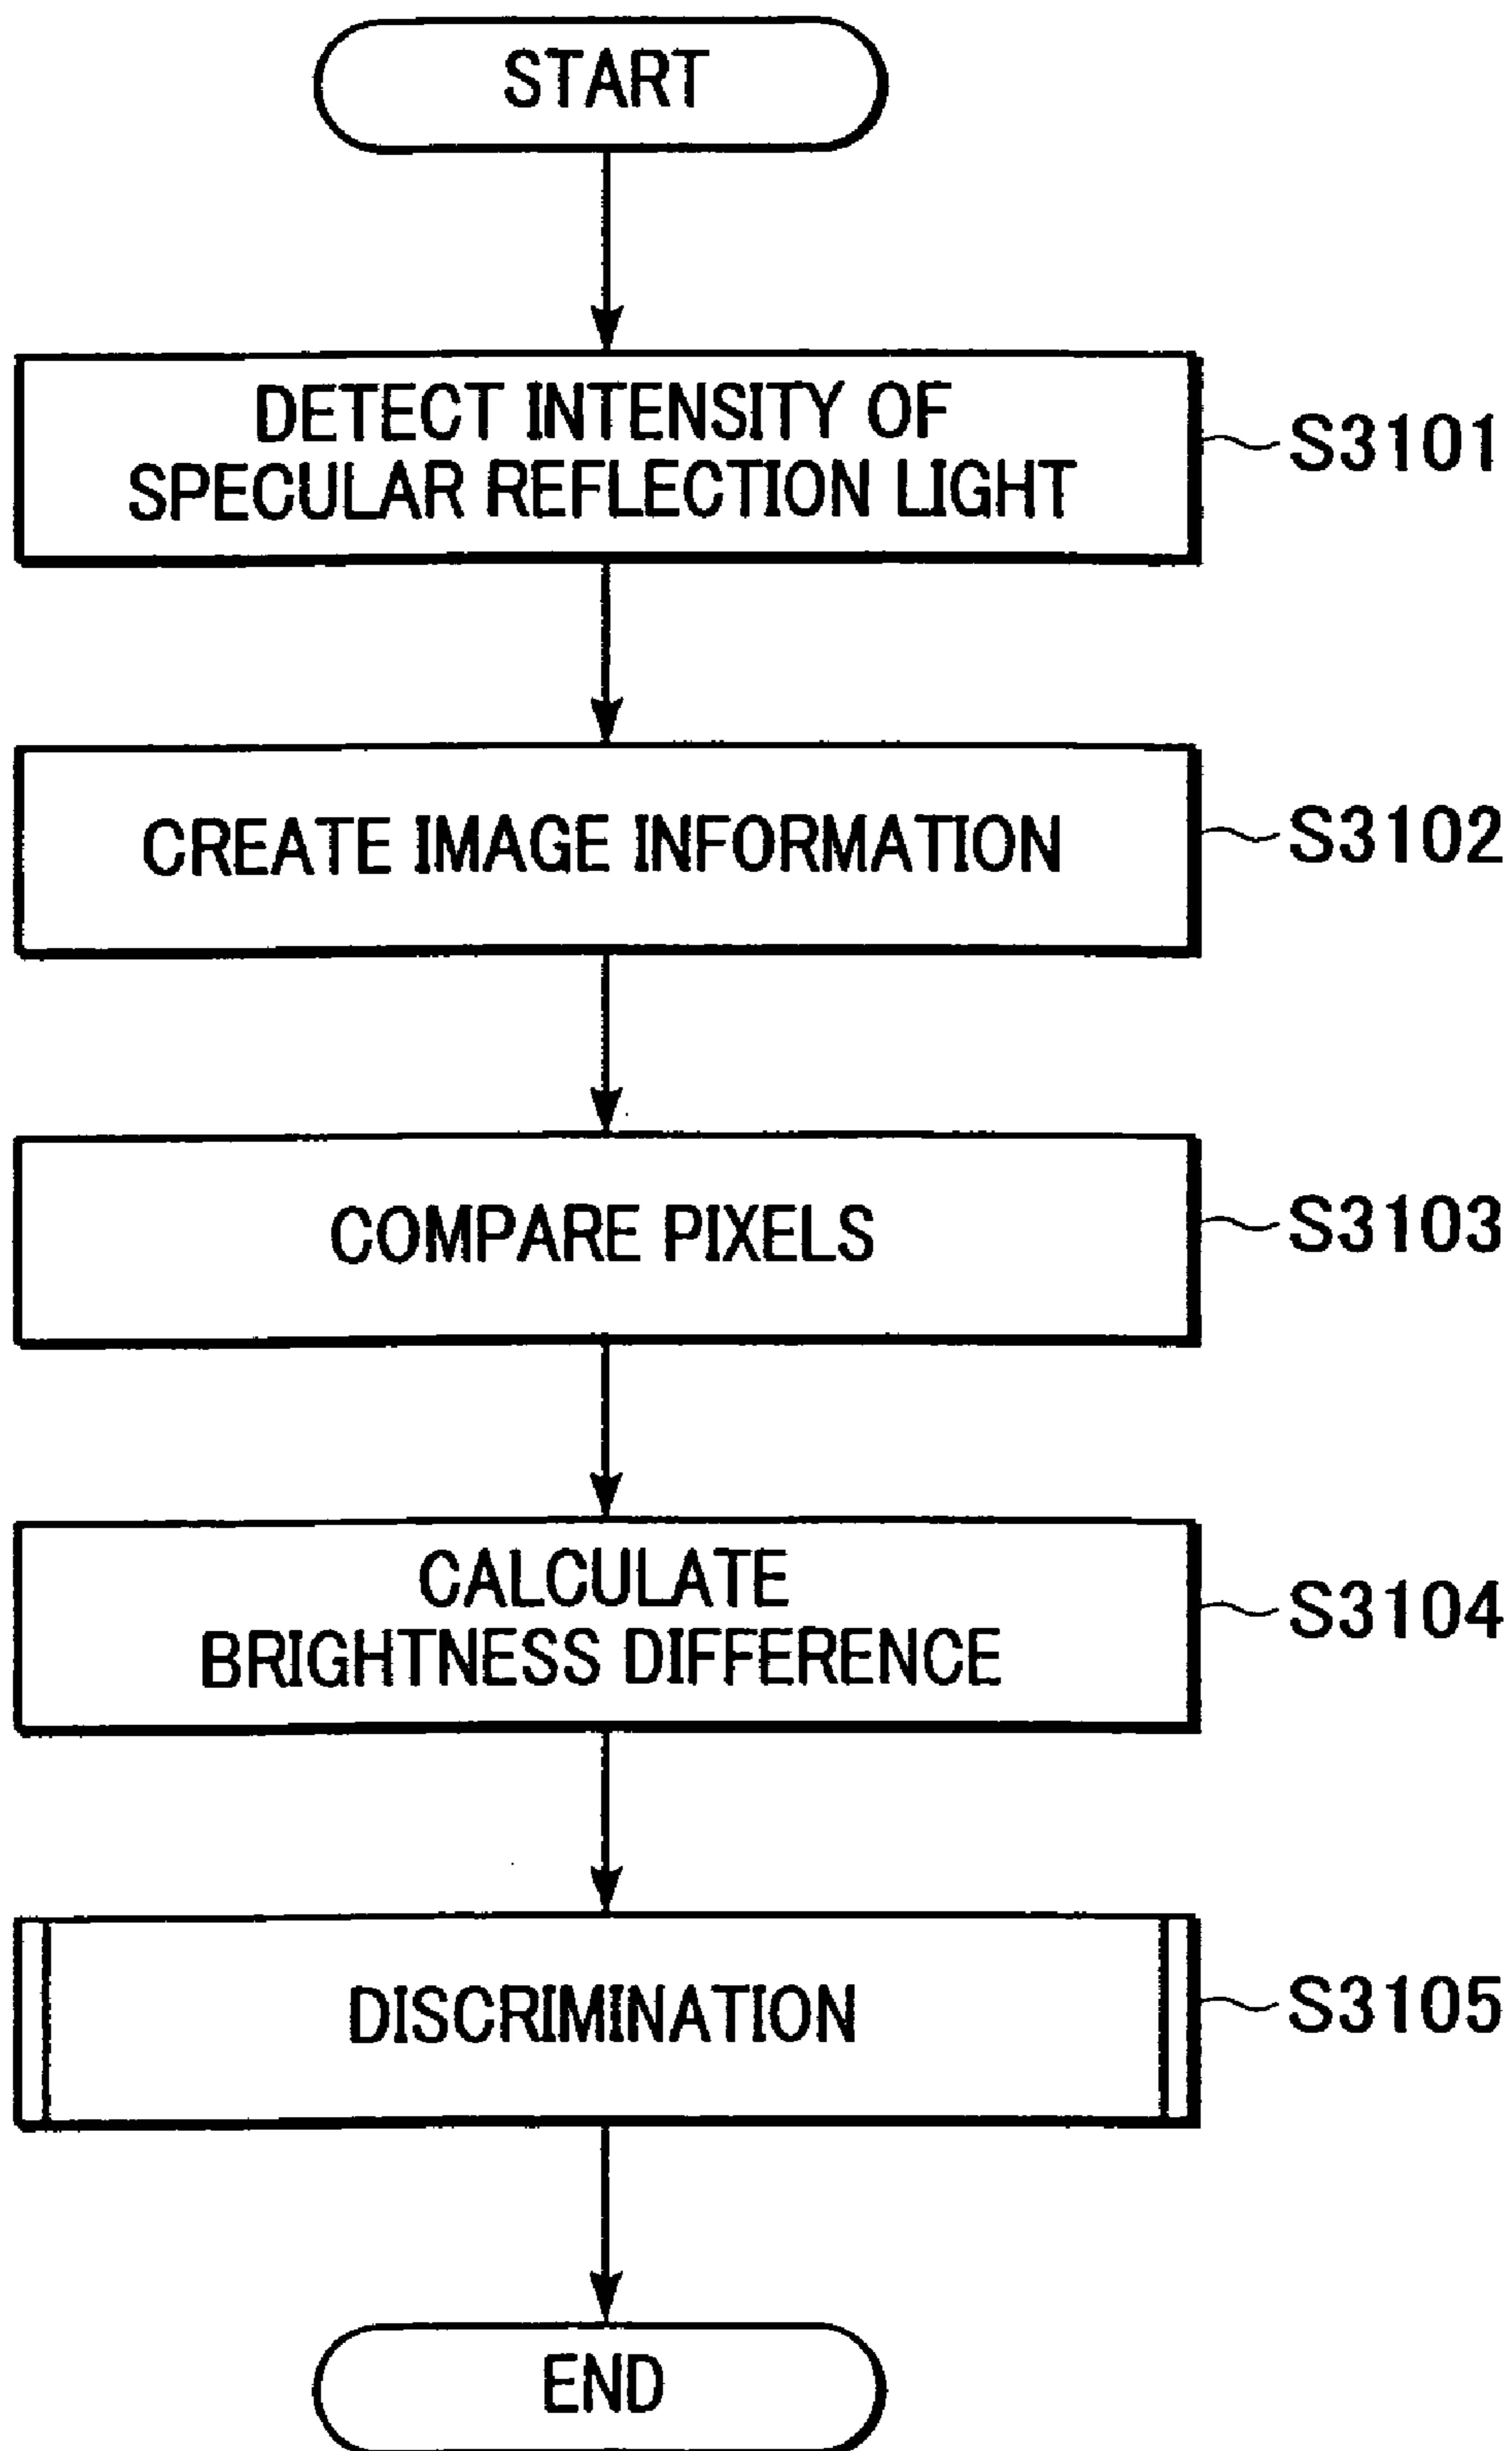 START
DETECT INTENSITY OF
SPECULAR REFLECTION LIGHT
S3101
CREATE IMAGE INFORMATION
S3102
COMPARE PIXELS
S3103
CALCULATE
BRIGHTNESS DIFFERENCE
S3104
DISCRIMINATION
S3105
END